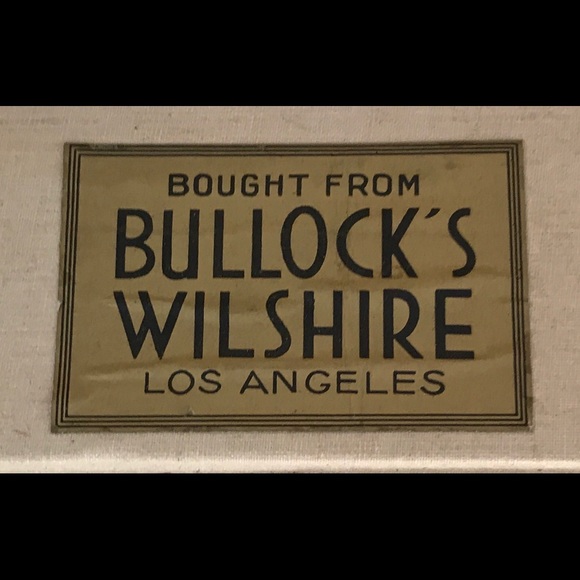 BOUGHT FROM
BULLOCK'S
WILSHIRE
LOS ANGELES